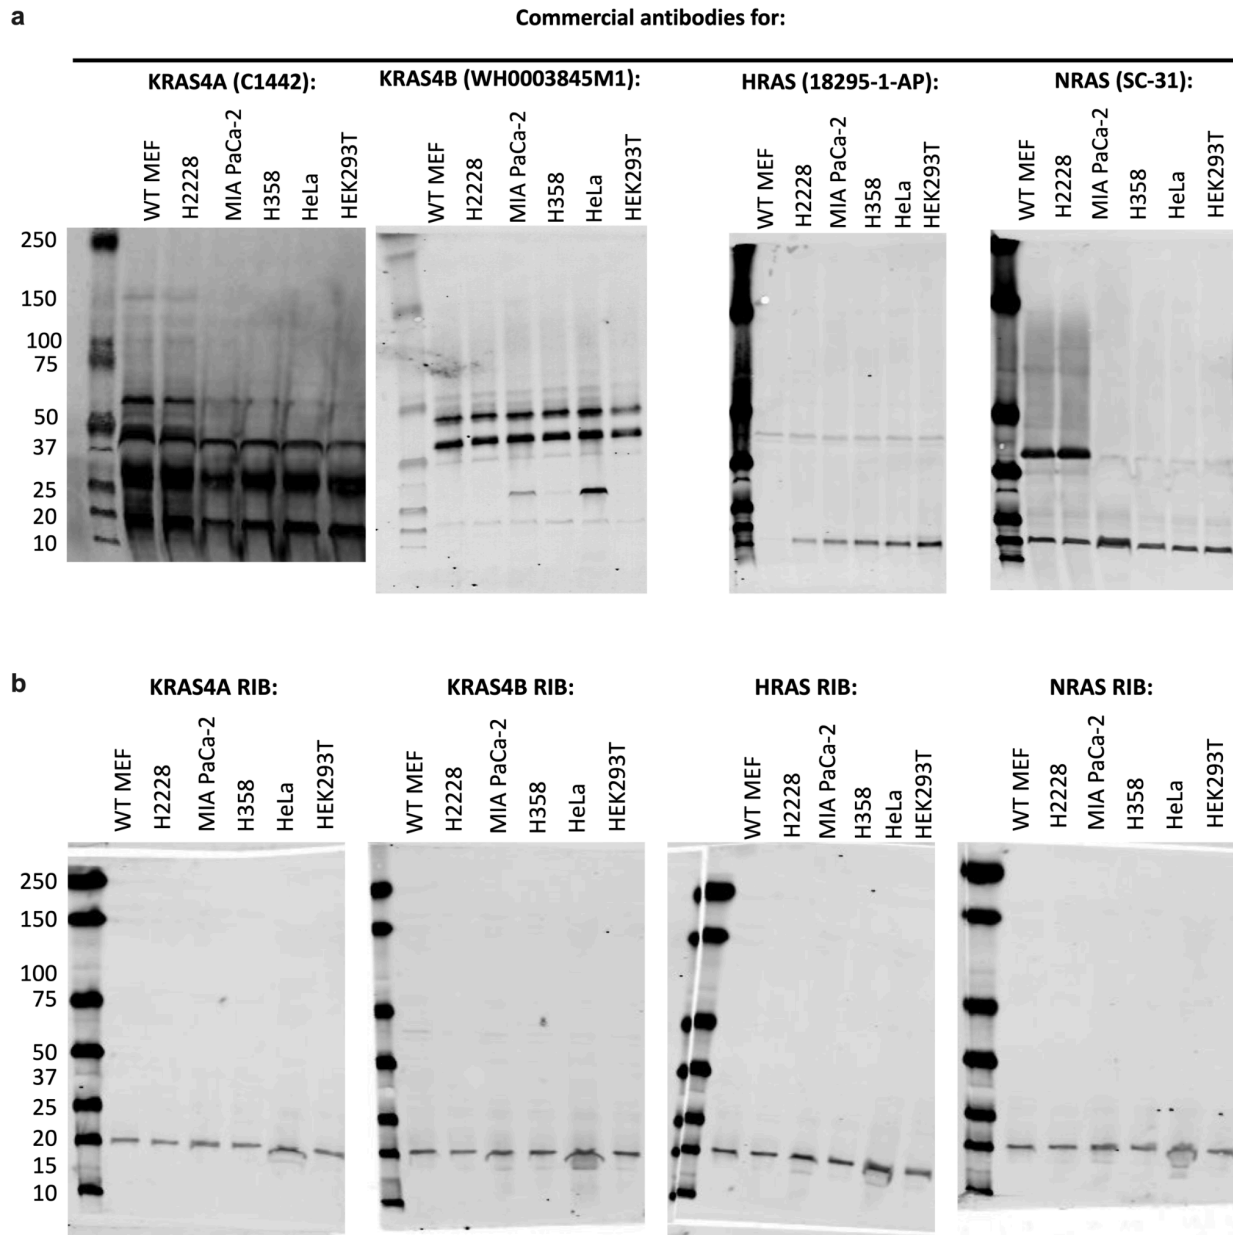 a
Commercial antibodies for:
KRAS4A (C1442):
KRAS4B (WH0003845M1):
HRAS (18295-1-AP):
NRAS (SC-31):
WT MEF
H2228
MIA PaCa-2
H358
HeLa
HEK293T
WT MEF
H2228
MIA PaCa-2
H358
HeLa
HEK293T
WT MEF
H2228
MIA PaCa-2
H358
HeLa
HEK293T
WT MEF
H2228
MIA PaCa-2
H358
HeLa
HEK293T
250
150
100
75
50
37
25
20
10
b
KRAS4A RIB:
KRAS4B RIB:
HRAS RIB:
NRAS RIB:
WT MEF
H2228
MIA PaCa-2
H358
HeLa
HEK293T
WT MEF
H2228
MIA PaCa-2
H358
HeLa
HEK293T
WT MEF
H2228
MIA PaCa-2
H358
HeLa
HEK293T
WT MEF
H2228
MIA PaCa-2
H358
HeLa
HEK293T
250
150
100
75
50
37
25
20
15
10